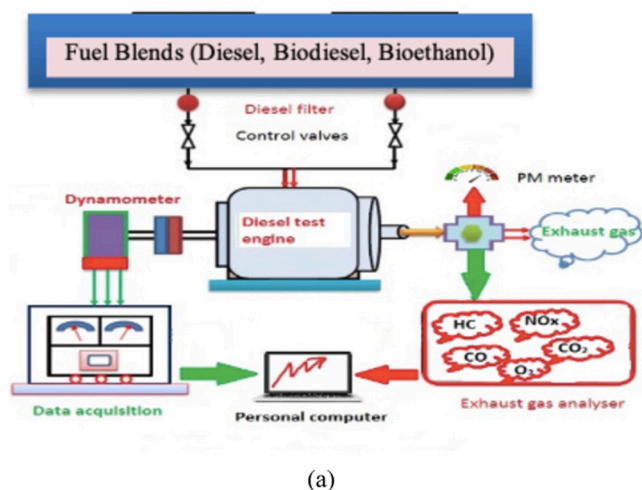 Fuel Blends (Diesel, Biodiesel, Bioethanol)
Diesel filter
Control valves
PM meter
Dynamometer
Diesel test
engine
Exhaust gas
HC
NOx
CO
CO₂
O₂
Data acquisition
Personal computer
Exhaust gas analyser
(a)